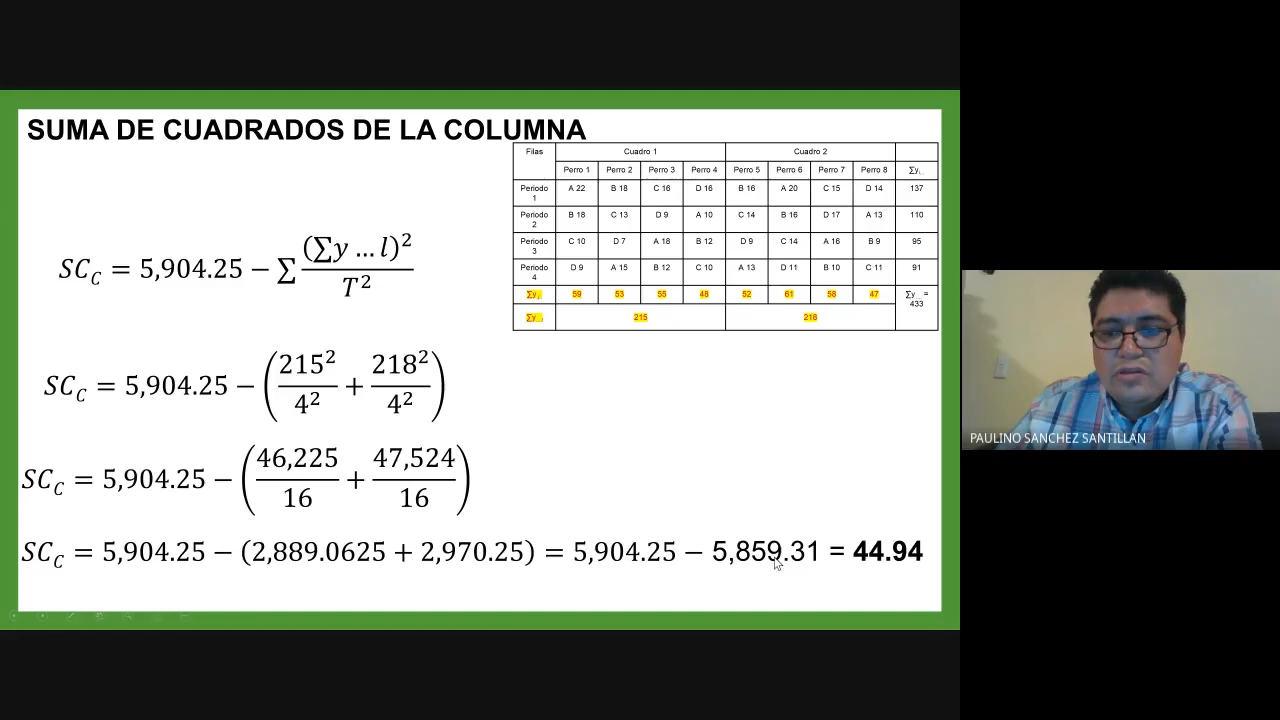 SUMA DE CUADRADOS DE LA COLUMNA
Filas Cuadro 1 Cuadro 2
Perro 1 Perro 2 Perro 3 Perro 4 Perro 5 Perro 6 Perro 7 Perro 8 ∑yᵢ...
Periodo 1 A 22 B 18 C 16 D 16 B 16 A 20 C 15 D 14 137
Periodo 2 B 18 C 13 D 9 A 10 C 14 B 16 D 17 A 13 110
Periodo 3 C 10 D 7 A 18 B 12 D 9 C 14 A 16 B 9 95
Periodo 4 D 9 A 15 B 12 C 10 A 13 D 11 B 10 C 11 91
59 53 55 48 52 61 58 47 ∑y.... = 433
215 218
SC_C = 5,904.25 − ∑ (∑y ... l)² / T²
SC_C = 5,904.25 − (215²/4² + 218²/4²)
SC_C = 5,904.25 − (46,225/16 + 47,524/16)
SC_C = 5,904.25 − (2,889.0625 + 2,970.25) = 5,904.25 − 5,859.31 = 44.94
PAULINO SANCHEZ SANTILLAN